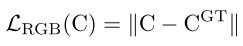 ℒ_RGB(C) = ‖C − C^GT‖